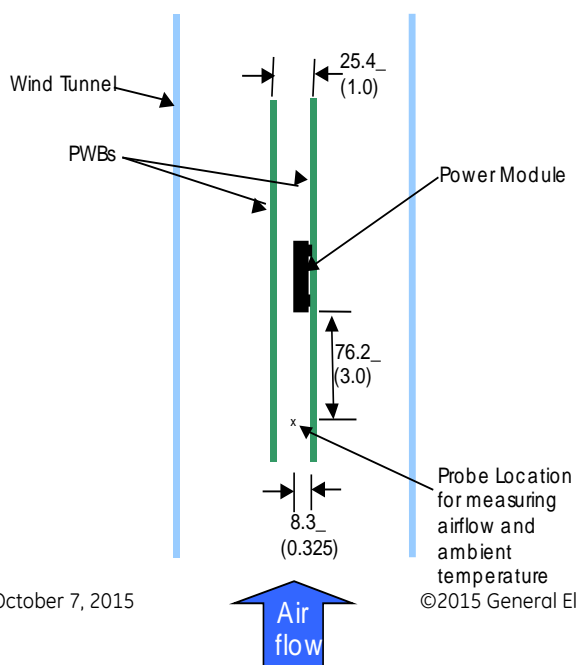 25.4_
(1.0)
Wind Tunnel
PWBs
Power Module
76.2_
(3.0)
x
Probe Location
for measuring
airflow and
ambient
temperature
8.3_
(0.325)
October 7, 2015
©2015 General El
Air
flow